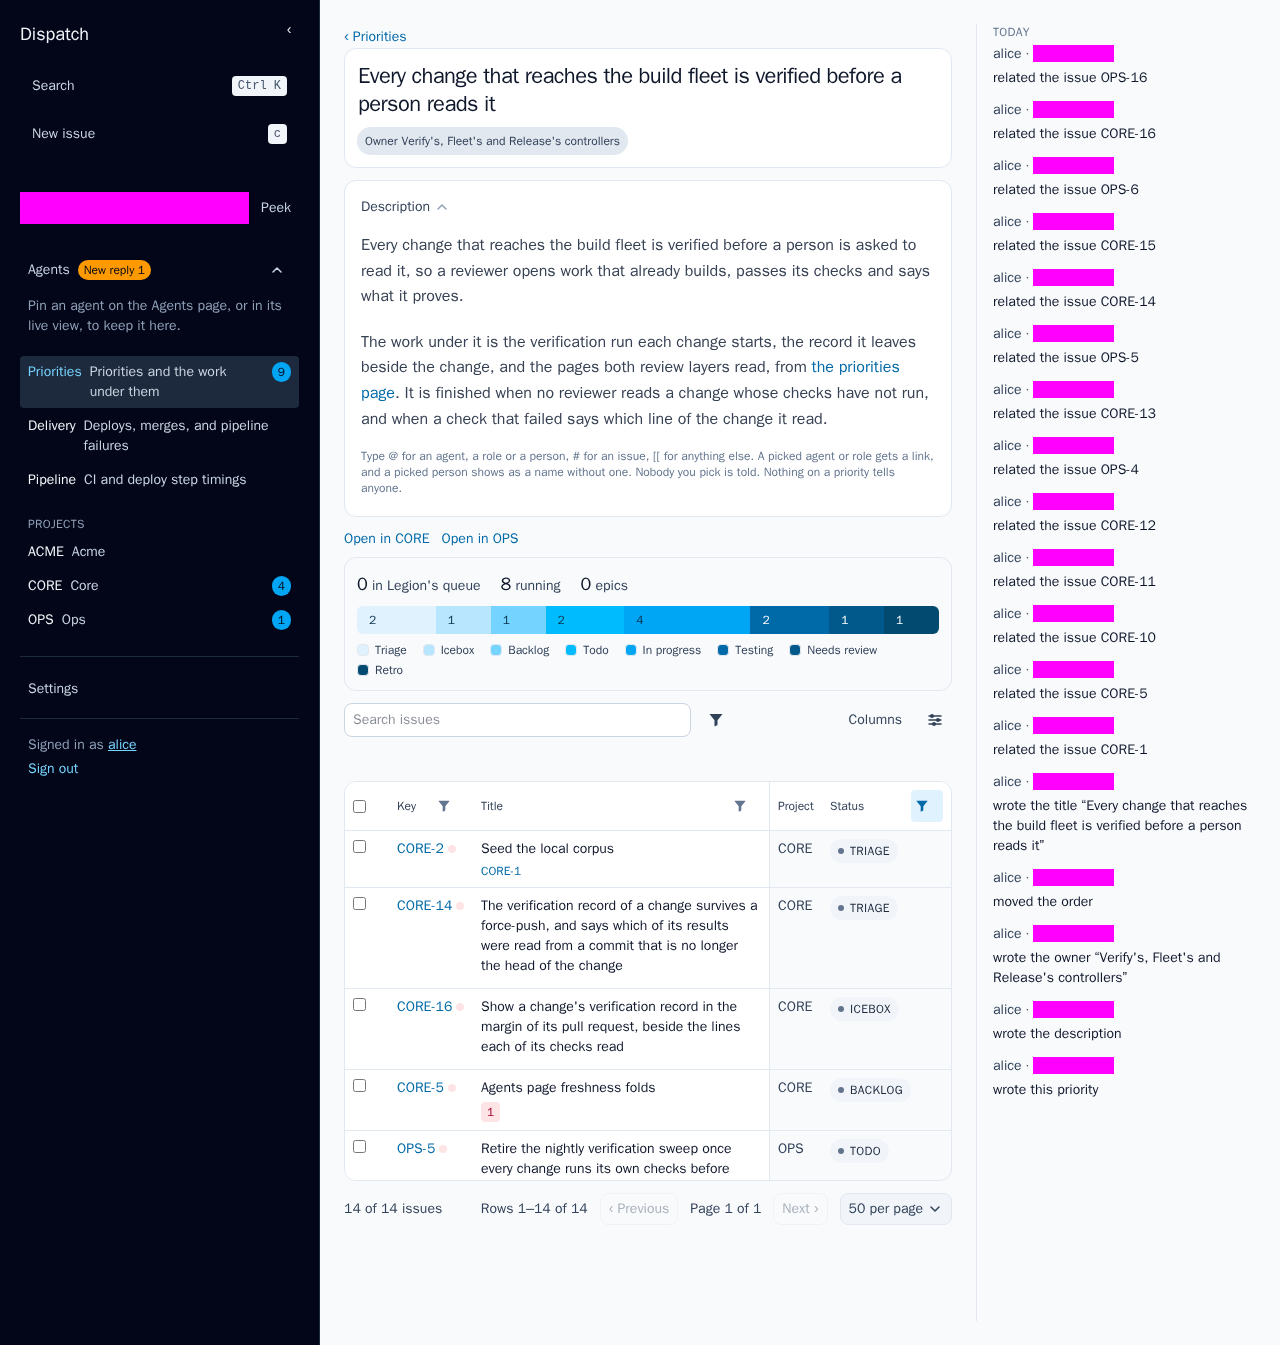 Dispatch
‹
Search
Ctrl K
New issue
C
Peek
Agents
New reply 1
Pin an agent on the Agents page, or in its
live view, to keep it here.
Priorities
Priorities and the work
under them
9
Delivery
Deploys, merges, and pipeline
failures
Pipeline
CI and deploy step timings
PROJECTS
ACME Acme
CORE Core
4
OPS Ops
1
Settings
Signed in as alice
Sign out
‹ Priorities
Every change that reaches the build fleet is verified before a
person reads it
Owner Verify's, Fleet's and Release's controllers
Description
Every change that reaches the build fleet is verified before a person is asked to
read it, so a reviewer opens work that already builds, passes its checks and says
what it proves.
The work under it is the verification run each change starts, the record it leaves
beside the change, and the pages both review layers read, from the priorities
page. It is finished when no reviewer reads a change whose checks have not run,
and when a check that failed says which line of the change it read.
Type @ for an agent, a role or a person, # for an issue, [[ for anything else. A picked agent or role gets a link,
and a picked person shows as a name without one. Nobody you pick is told. Nothing on a priority tells
anyone.
Open in CORE
Open in OPS
0 in Legion's queue
8 running
0 epics
2
1
1
2
4
2
1
1
Triage
Icebox
Backlog
Todo
In progress
Testing
Needs review
Retro
Search issues
Columns
Key
Title
Project
Status
CORE-2
Seed the local corpus
CORE-1
CORE
TRIAGE
CORE-14
The verification record of a change survives a
force-push, and says which of its results
were read from a commit that is no longer
the head of the change
CORE
TRIAGE
CORE-16
Show a change's verification record in the
margin of its pull request, beside the lines
each of its checks read
CORE
ICEBOX
CORE-5
Agents page freshness folds
1
CORE
BACKLOG
OPS-5
Retire the nightly verification sweep once
every change runs its own checks before
OPS
TODO
14 of 14 issues
Rows 1–14 of 14
‹ Previous
Page 1 of 1
Next ›
50 per page
TODAY
alice ·
related the issue OPS-16
alice ·
related the issue CORE-16
alice ·
related the issue OPS-6
alice ·
related the issue CORE-15
alice ·
related the issue CORE-14
alice ·
related the issue OPS-5
alice ·
related the issue CORE-13
alice ·
related the issue OPS-4
alice ·
related the issue CORE-12
alice ·
related the issue CORE-11
alice ·
related the issue CORE-10
alice ·
related the issue CORE-5
alice ·
related the issue CORE-1
alice ·
wrote the title “Every change that reaches
the build fleet is verified before a person
reads it”
alice ·
moved the order
alice ·
wrote the owner “Verify's, Fleet's and
Release's controllers”
alice ·
wrote the description
alice ·
wrote this priority